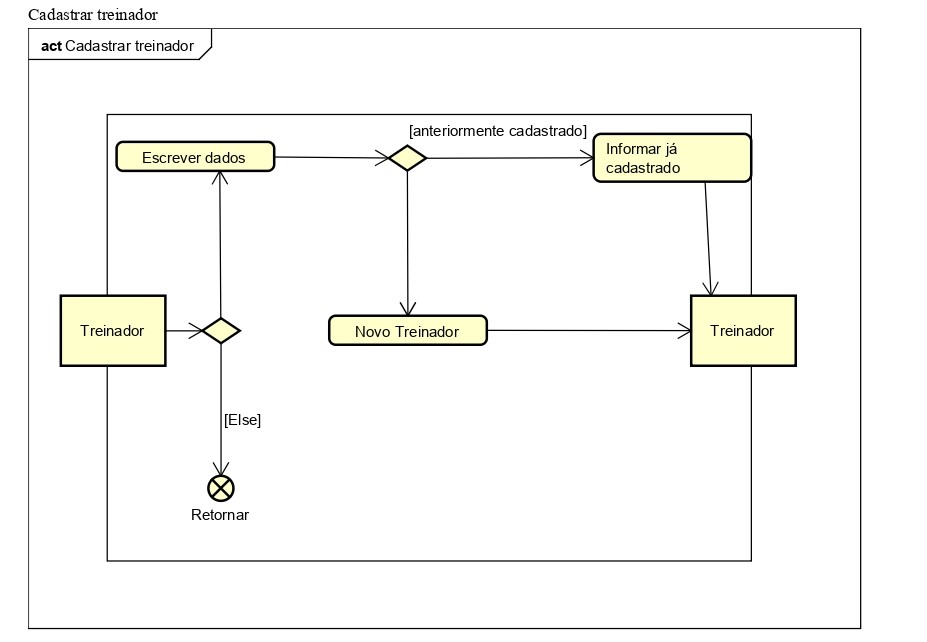 Cadastrar treinador
act Cadastrar treinador
[anteriormente cadastrado]
Escrever dados
Informar já
cadastrado
Treinador
Novo Treinador
Treinador
[Else]
Retornar